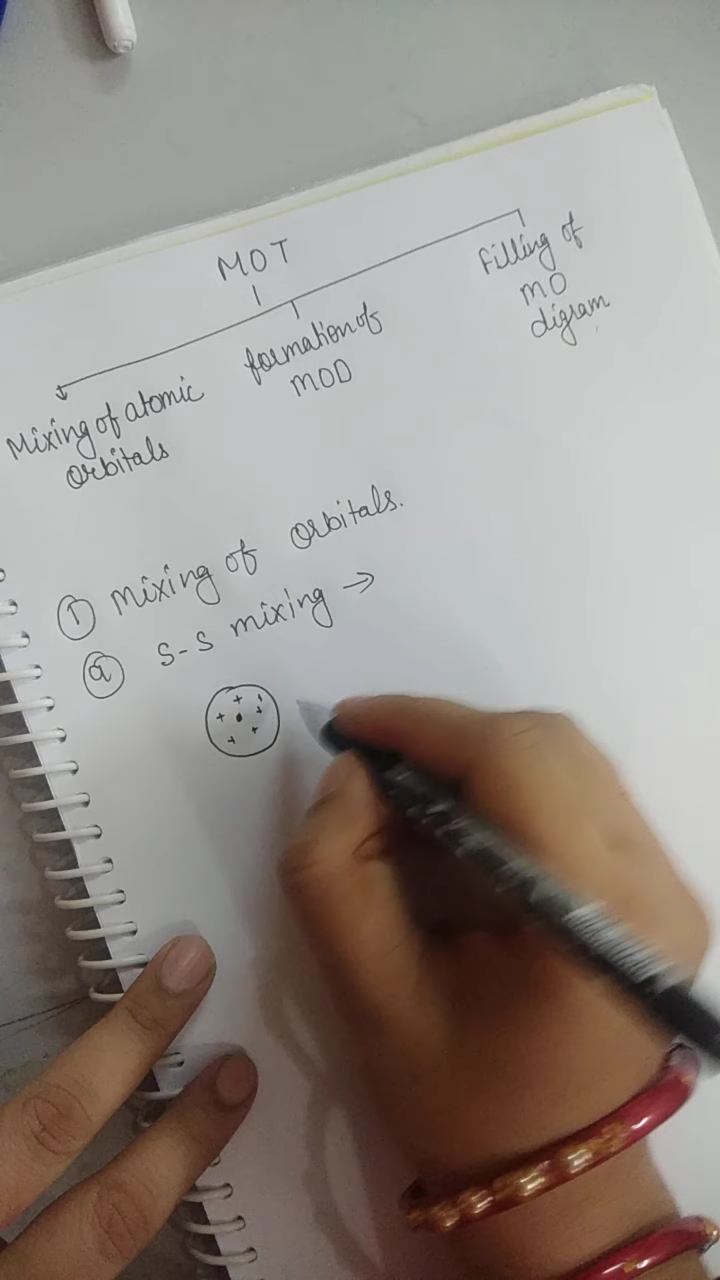 MOT
Mixing of atomic
orbitals
formation of
MOD
Filling of
MO
digram
① Mixing of orbitals.
ⓐ S-S mixing →
+ + + + +